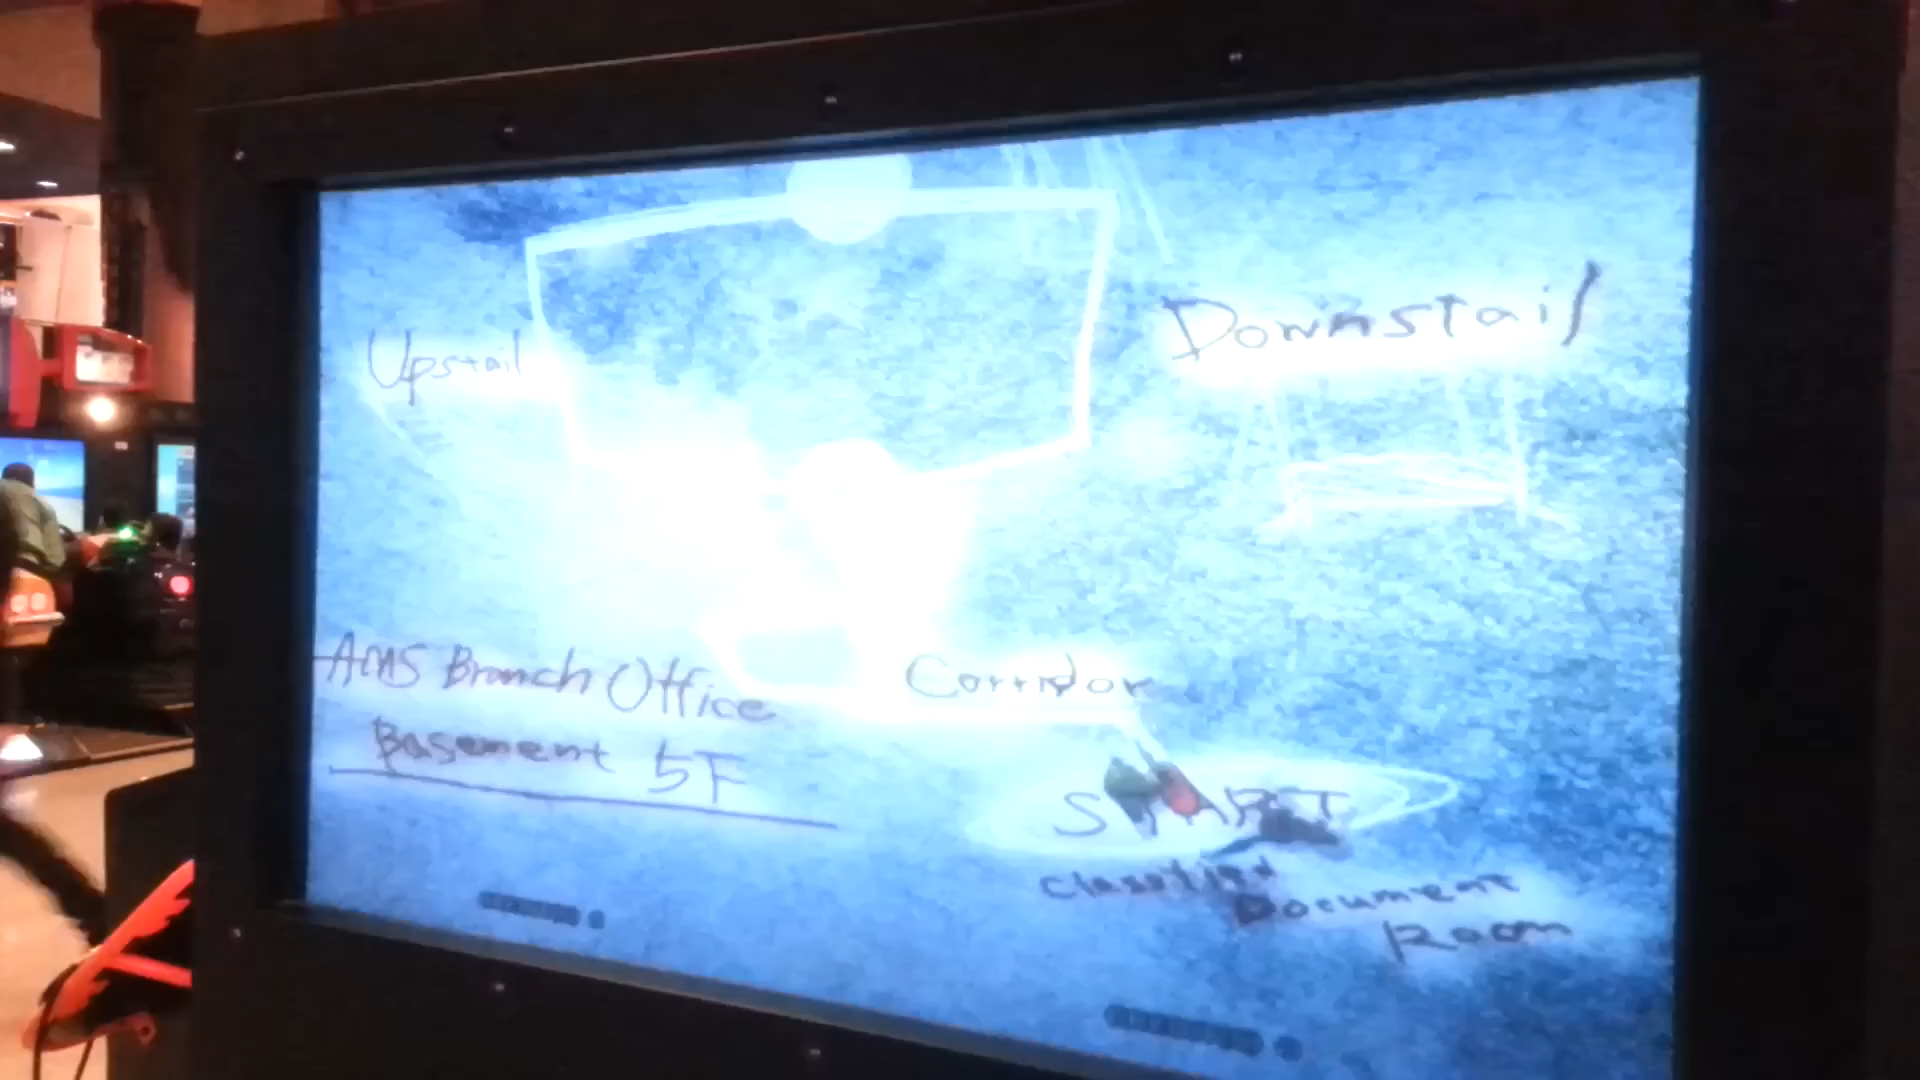 Upstail
Downstail
AMS Branch Office
Basement 5F
Corridor
START
Classified
Document
Room